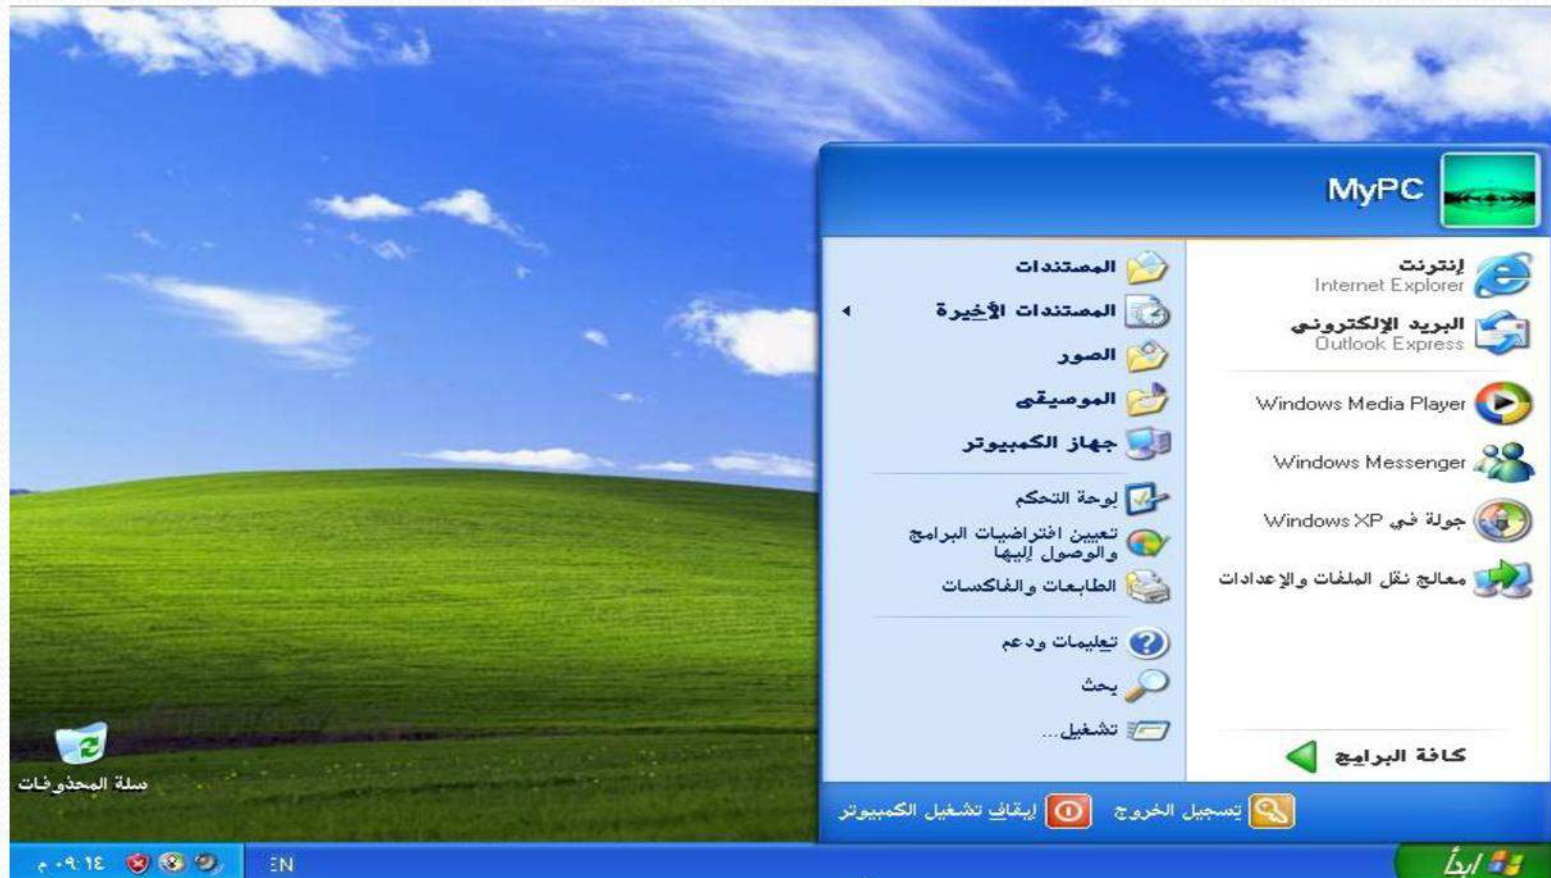 MyPC
إنترنت
Internet Explorer
البريد الإلكتروني
Outlook Express
Windows Media Player
Windows Messenger
جولة في Windows XP
معالج نقل الملفات والإعدادات
كافة البرامج
المستندات
المستندات الأخيرة
الصور
الموسيقى
جهاز الكمبيوتر
لوحة التحكم
تعيين افتراضيات البرامج
والوصول إليها
الطابعات والفاكسات
تعليمات ودعم
بحث
تشغيل...
تسجيل الخروج
إيقاف تشغيل الكمبيوتر
سلة المحذوفات
ابدأ
EN
٠٩:١٤ م